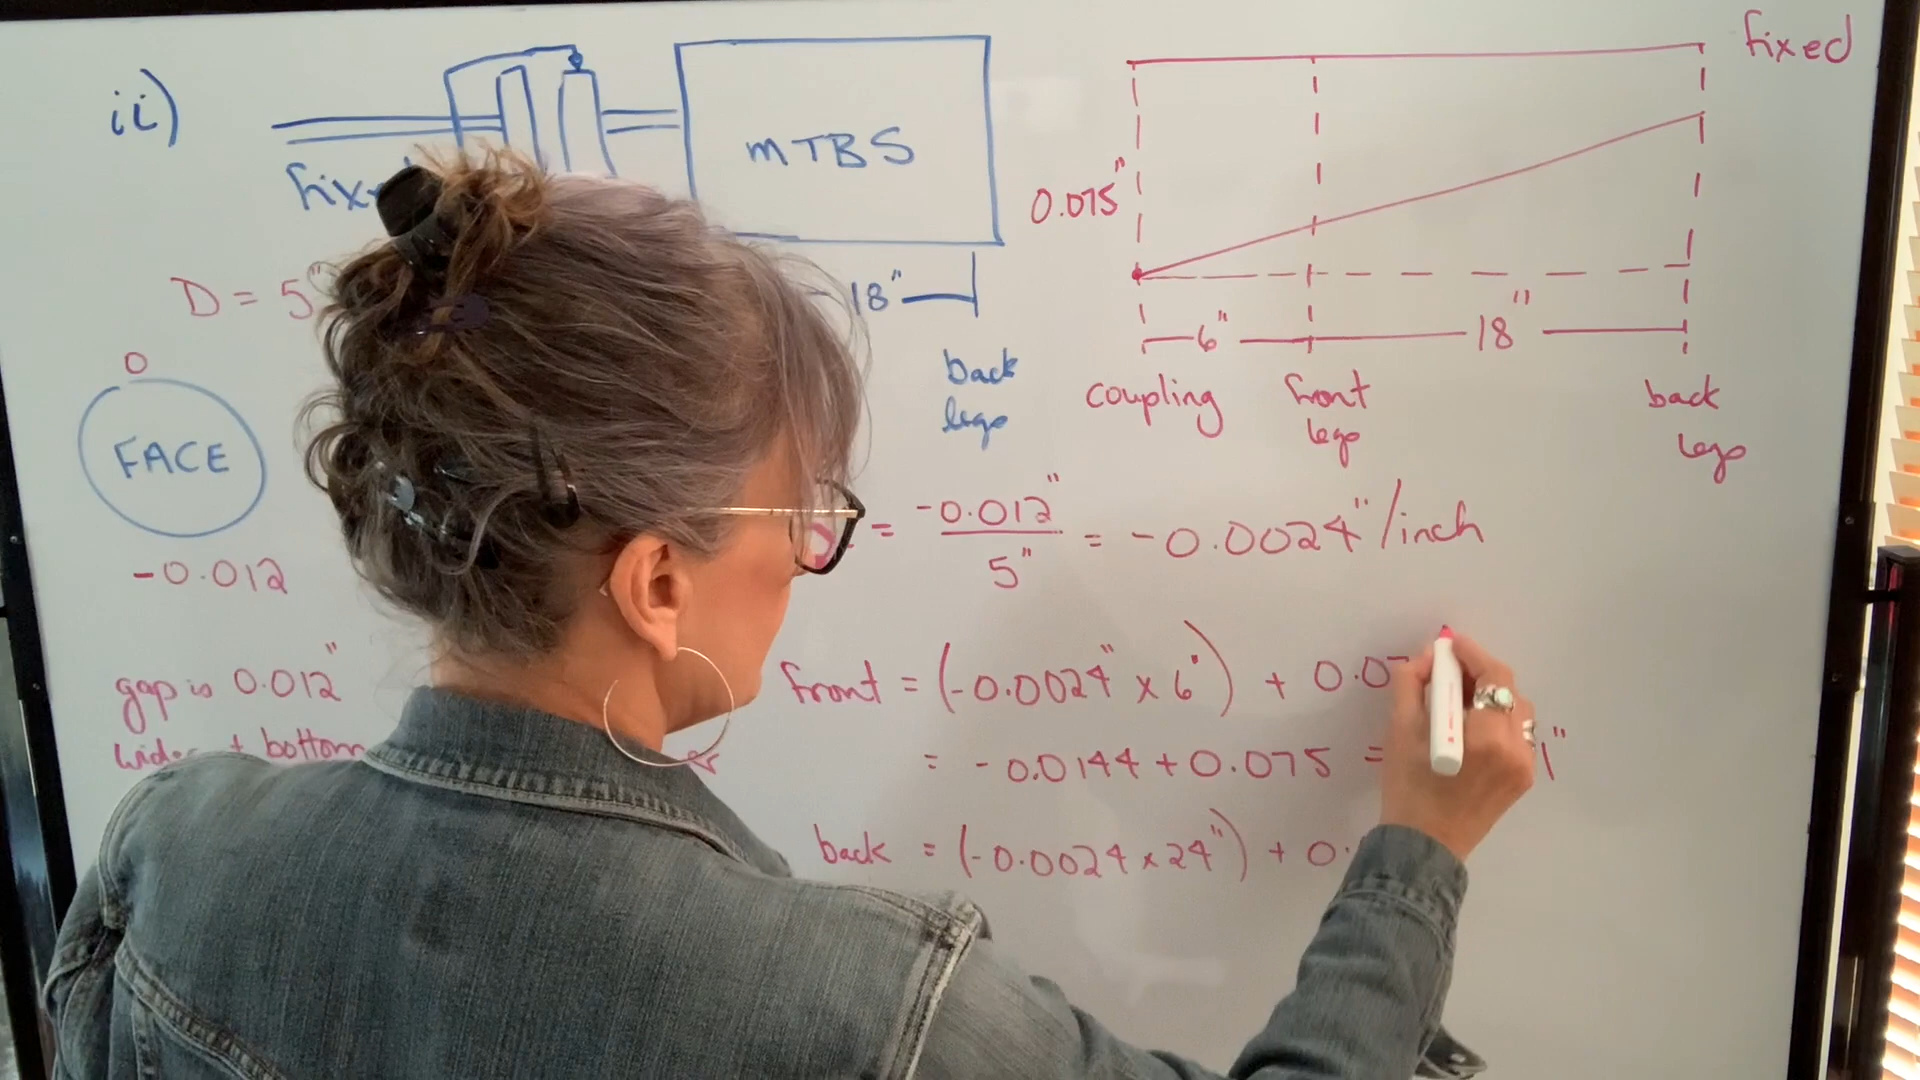 ii)
MTBS
D = 5"
18"
back
legs
0
FACE
-0.012
gap is 0.012"
bottom
fixed
0.075"
6" 18"
coupling front legs back legs
= -0.012" / 5" = -0.0024"/inch
front = (-0.0024" x 6") + 0.07
= -0.0144 + 0.075 =
back = (-0.0024 x 24") + 0.